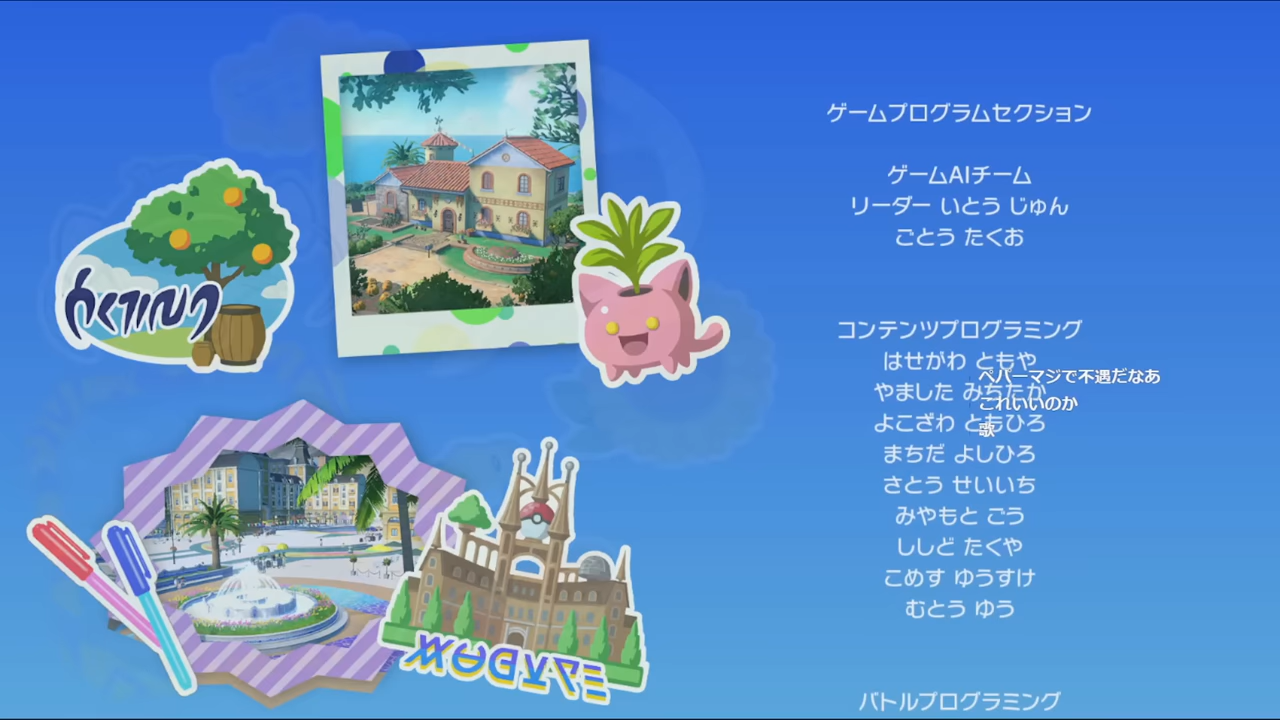 ゲームプログラムセクション
ゲームAIチーム
リーダー いとう じゅん
ごとう たくお
コンテンツプログラミング
はせがわ ともや
やました みちたか
よこざわ ともひろ
まちだ よしひろ
さとう せいいち
みやもと ごう
ししど たくや
こめす ゆうすけ
むとう ゆう
バトルプログラミング
ペパーマジで不遇だなあ
これいいのか
歌